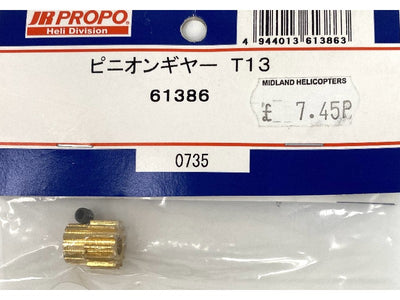 JR PROPO
Heli Division
4 944013 613863
ピニオンギヤー T13
61386
MIDLAND HELICOPTERS
£ 7.45P
0735